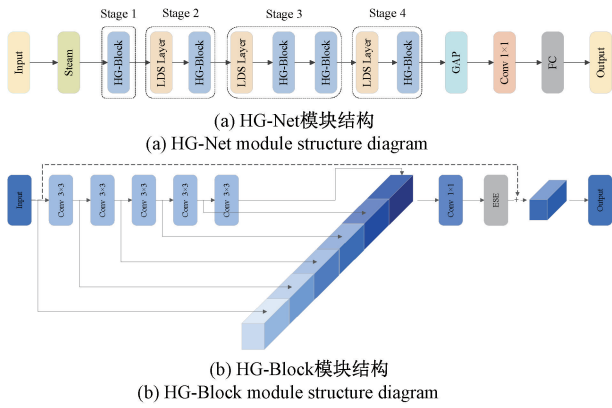 Stage 1 Stage 2 Stage 3 Stage 4
Input Steam HG-Block LDS Layer HG-Block LDS Layer HG-Block HG-Block LDS Layer HG-Block GAP Conv 1×1 FC Output
(a) HG-Net模块结构
(a) HG-Net module structure diagram
Input Conv 3×3 Conv 3×3 Conv 3×3 Conv 3×3 Conv 3×3 Conv 1×1 ESE Output
(b) HG-Block模块结构
(b) HG-Block module structure diagram